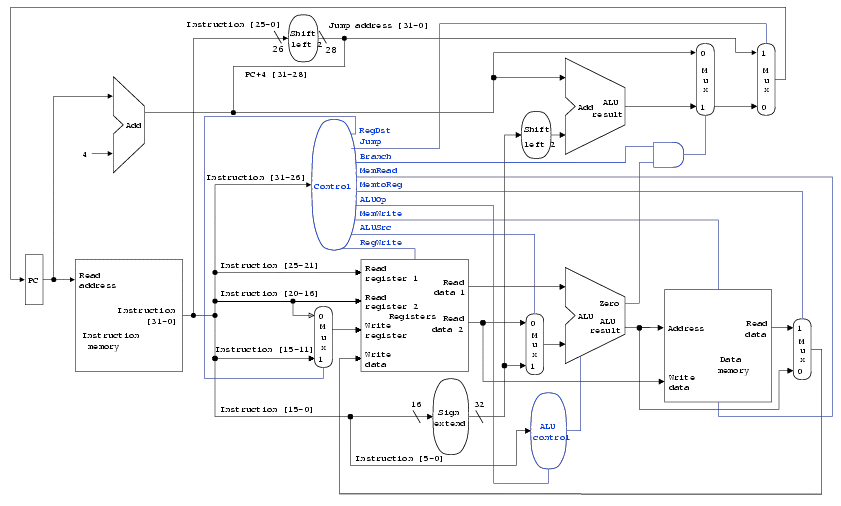 Instruction [25-0]
Jump address [31-0]
Shift
left 2
26
28
PC+4 [31-28]
Add
4
0
M
u
x
1
1
M
u
x
0
Add
ALU
result
Shift
left 2
RegDst
Jump
Branch
MemRead
MemtoReg
ALUOp
MemWrite
ALUSrc
RegWrite
Control
Instruction [31-26]
PC
Read
address
Instruction
[31-0]
Instruction
memory
Instruction [25-21]
Instruction [20-16]
Instruction [15-11]
0
M
u
x
1
Read
register 1
Read
register 2
Registers
Write
register
Write
data
Read
data 1
Read
data 2
0
M
u
x
1
Zero
ALU
ALU
result
Address
Read
data
Data
memory
Write
data
1
M
u
x
0
Instruction [15-0]
16
Sign
extend
32
ALU
control
Instruction [5-0]